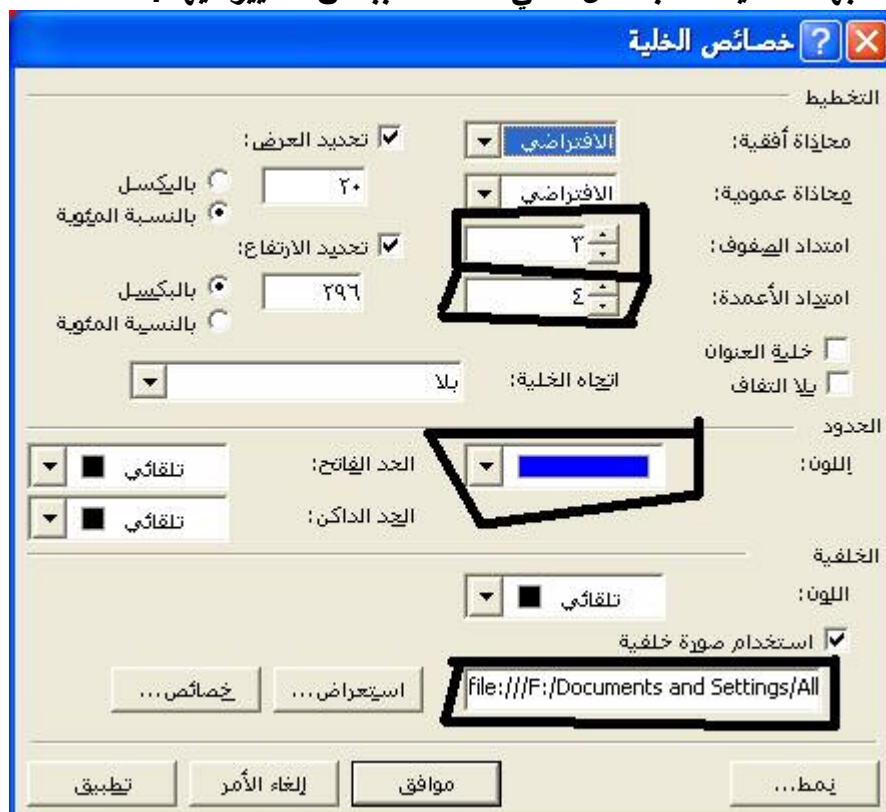 خصائص الخلية
التخطيط
محاذاة أفقية: الافتراضي تحديد العرض:
محاذاة عمودية: الافتراضي ٢٠ بالبكسل
بالنسبة المئوية
امتداد الصفوف: ٣ تحديد الارتفاع:
امتداد الأعمدة: ٤ ٢٩٦ بالبكسل
بالنسبة المئوية
خلية العنوان
بلا التفاف اتجاه الخلية: بلا
الحدود
اللون: الحد الفاتح: تلقائي
الحد الداكن: تلقائي
الخلفية
اللون: تلقائي
استخدام صورة خلفية
file:///F:/Documents and Settings/All استعراض... خصائص...
نمط... موافق إلغاء الأمر تطبيق